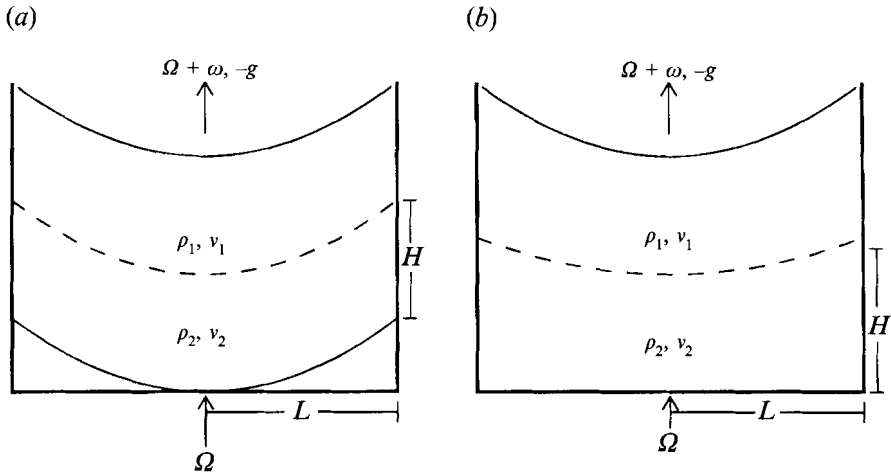 (a)
Ω + ω, –g
ρ₁, ν₁
H
ρ₂, ν₂
L
Ω
(b)
Ω + ω, –g
ρ₁, ν₁
H
ρ₂, ν₂
L
Ω